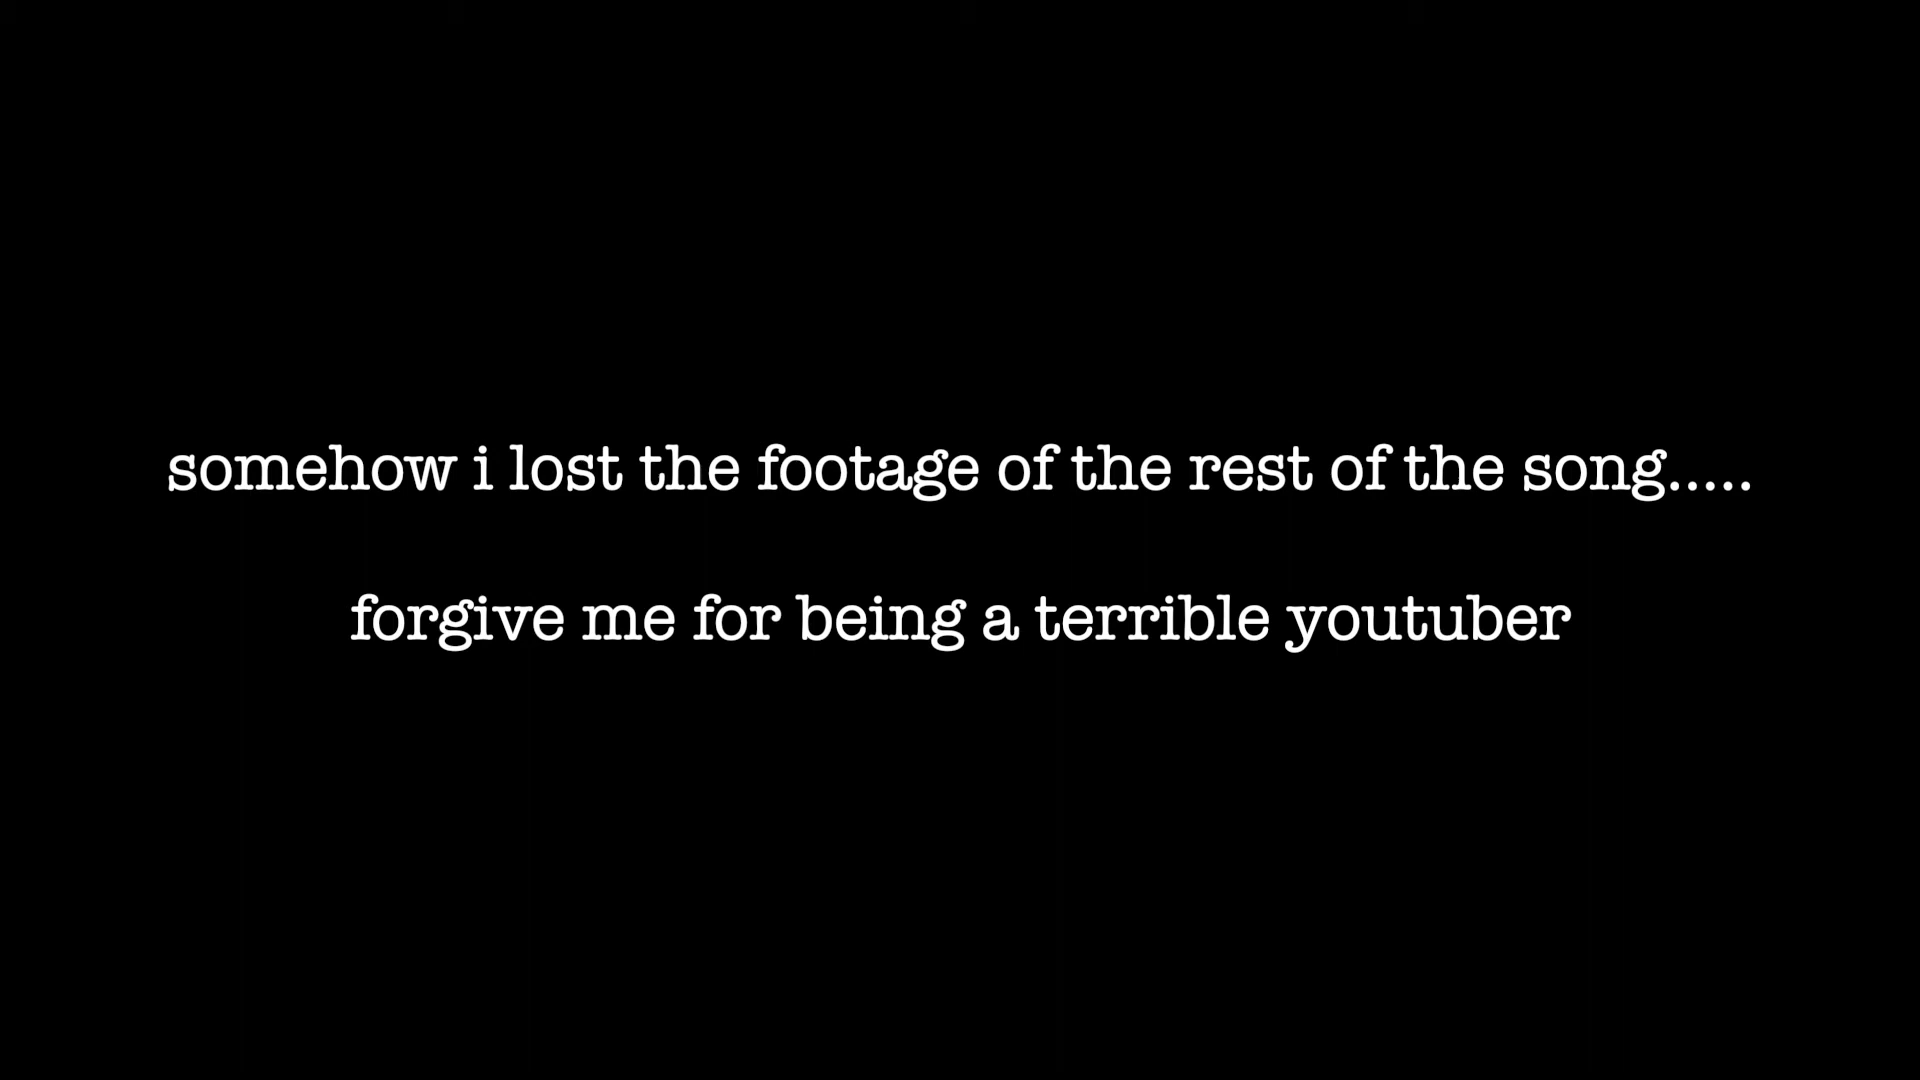 somehow i lost the footage of the rest of the song.....
forgive me for being a terrible youtuber